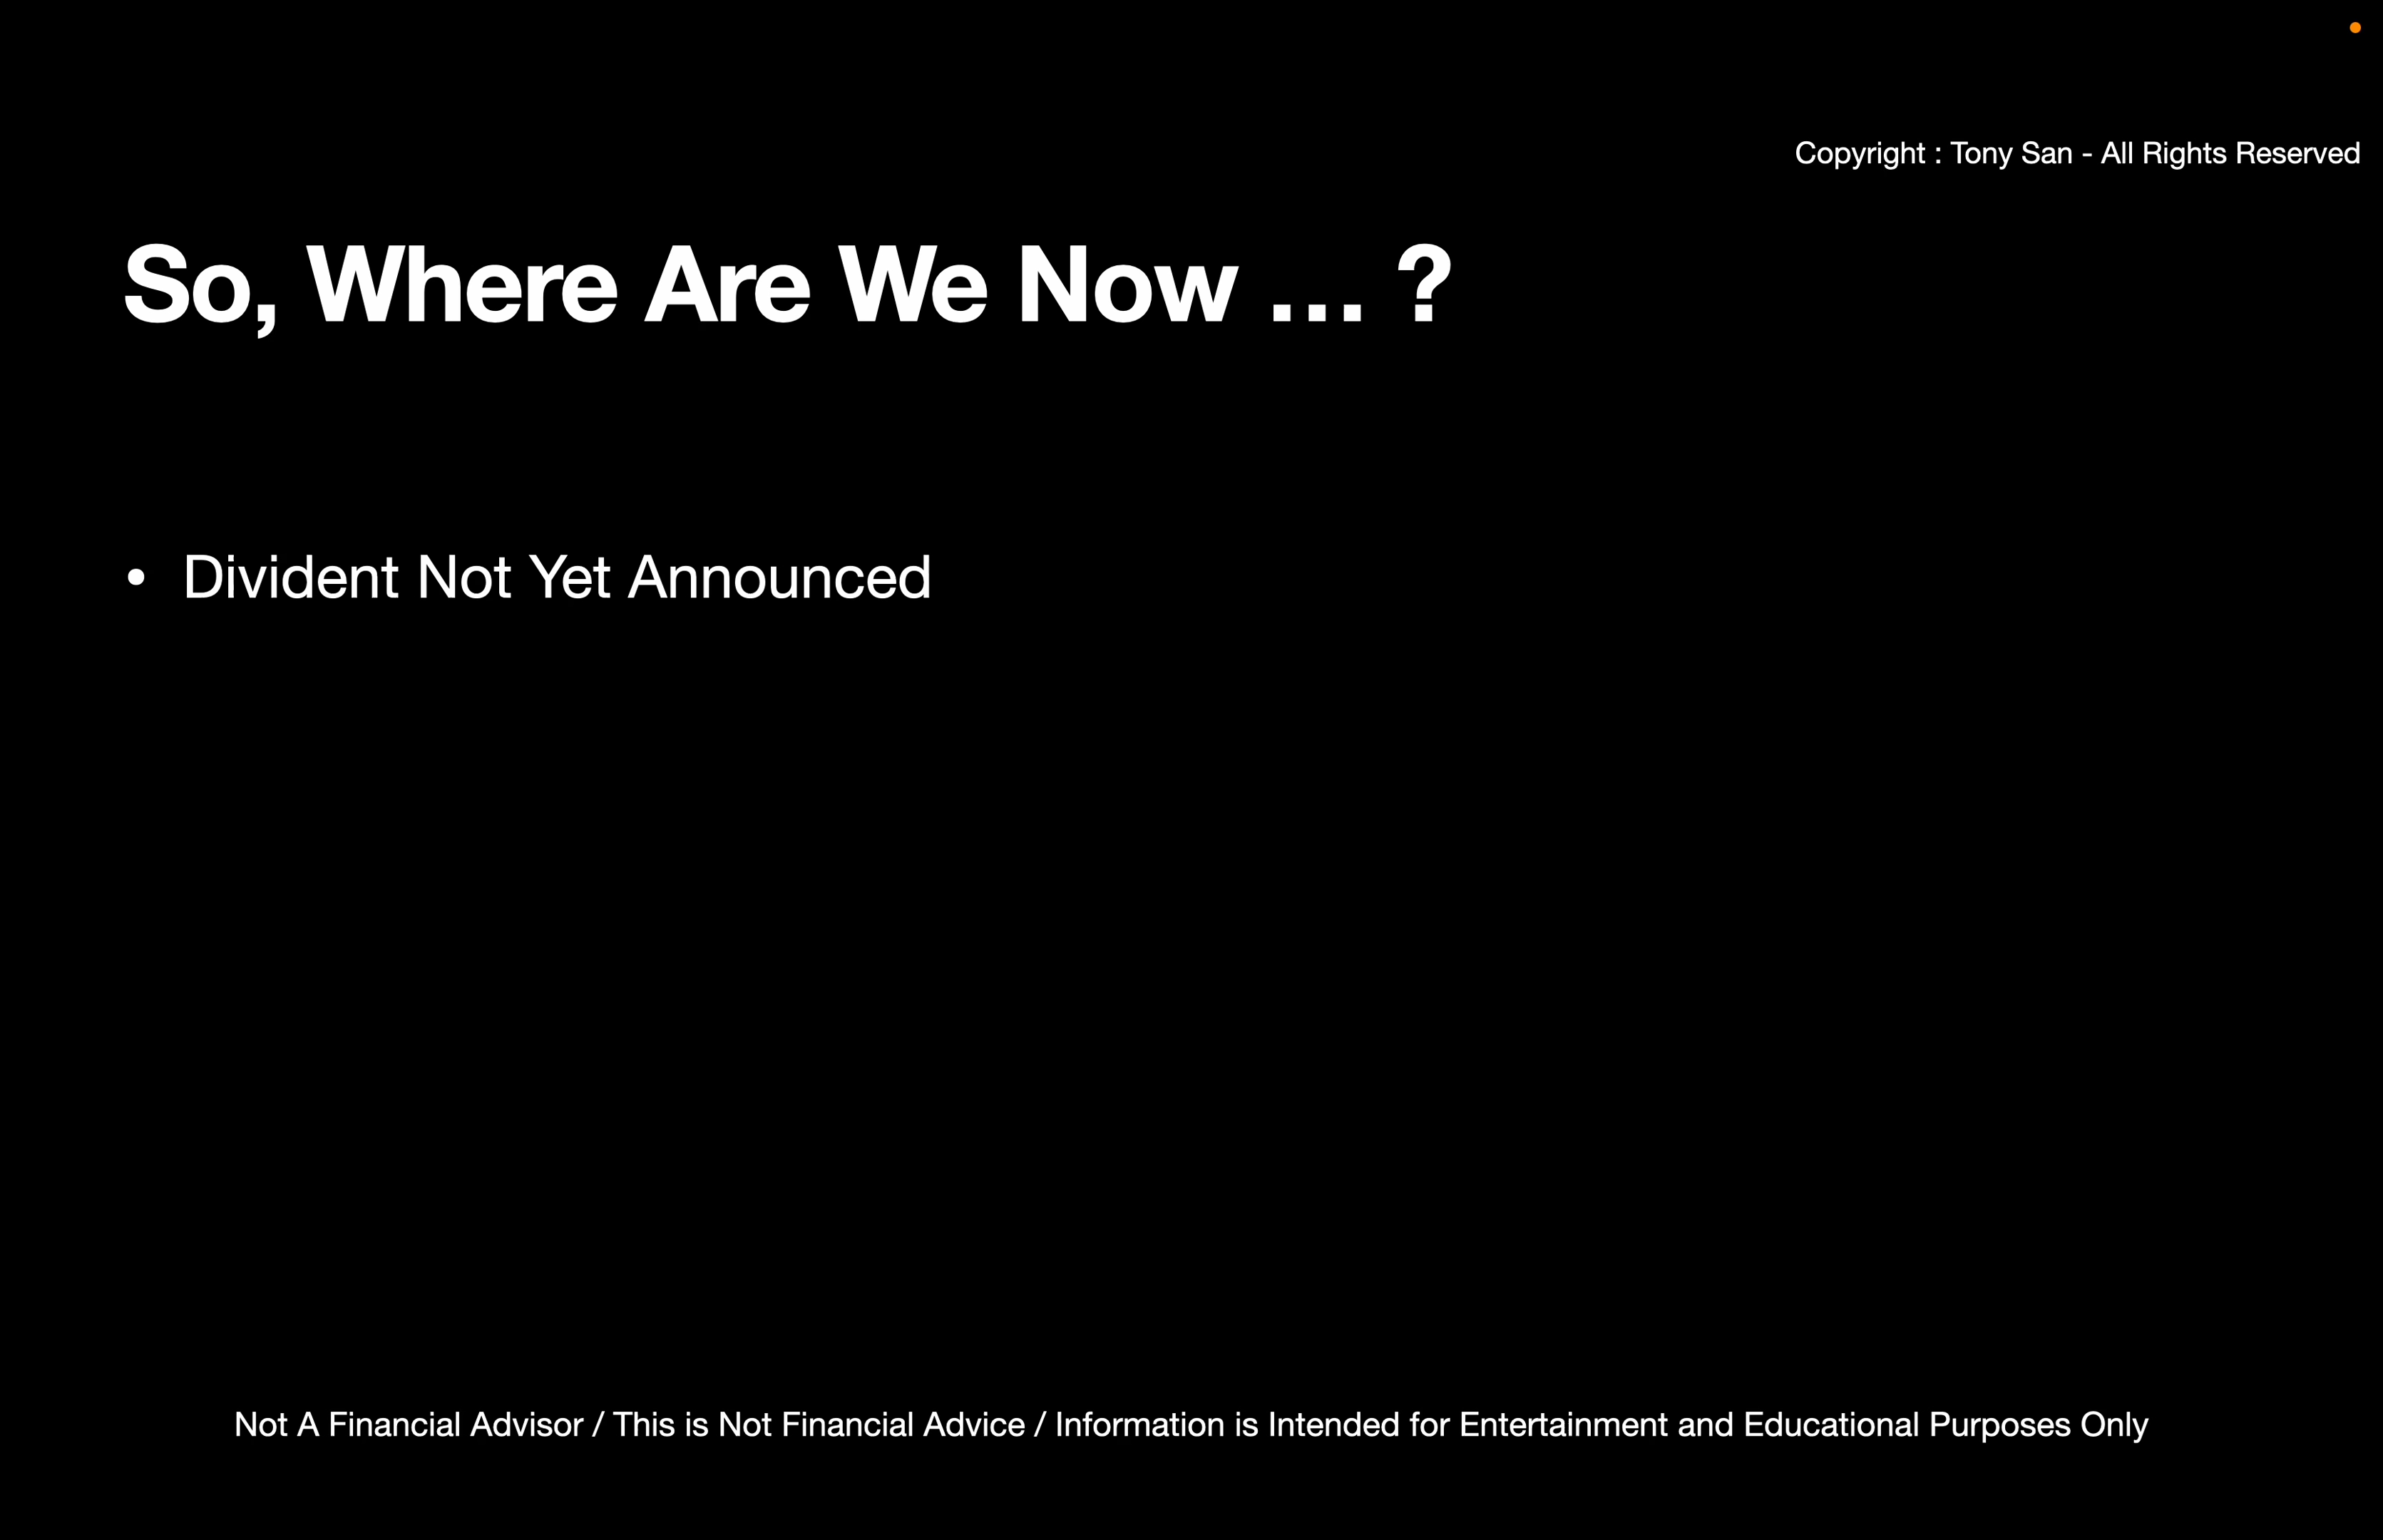 Copyright : Tony San - All Rights Reserved
So, Where Are We Now … ?
• Divident Not Yet Announced
Not A Financial Advisor / This is Not Financial Advice / Information is Intended for Entertainment and Educational Purposes Only